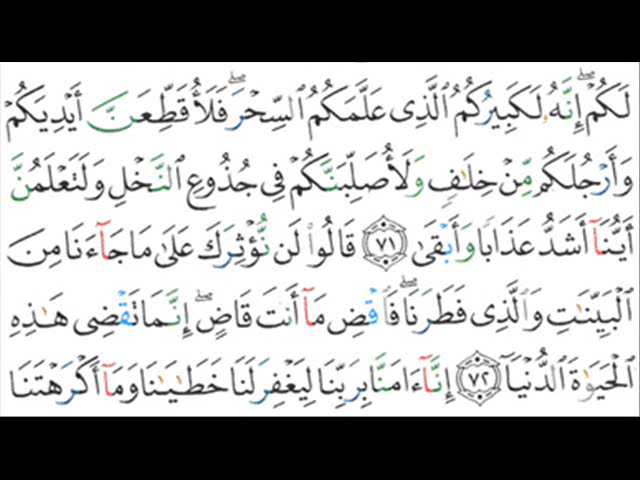 لَكُمْ ۖ إِنَّهُۥ لَكَبِيرُكُمُ ٱلَّذِى عَلَّمَكُمُ ٱلسِّحْرَ ۖ فَلَأُقَطِّعَنَّ أَيْدِيَكُمْ
وَأَرْجُلَكُم مِّنْ خِلَٰفٍ وَلَأُصَلِّبَنَّكُمْ فِى جُذُوعِ ٱلنَّخْلِ وَلَتَعْلَمُنَّ
أَيُّنَآ أَشَدُّ عَذَابًا وَأَبْقَىٰ ٧١ قَالُوا۟ لَن نُّؤْثِرَكَ عَلَىٰ مَا جَآءَنَا مِنَ
ٱلْبَيِّنَٰتِ وَٱلَّذِى فَطَرَنَا ۖ فَٱقْضِ مَآ أَنتَ قَاضٍ ۖ إِنَّمَا تَقْضِى هَٰذِهِ
ٱلْحَيَوٰةَ ٱلدُّنْيَآ ٧٢ إِنَّآ ءَامَنَّا بِرَبِّنَا لِيَغْفِرَ لَنَا خَطَٰيَٰنَا وَمَآ أَكْرَهْتَنَا